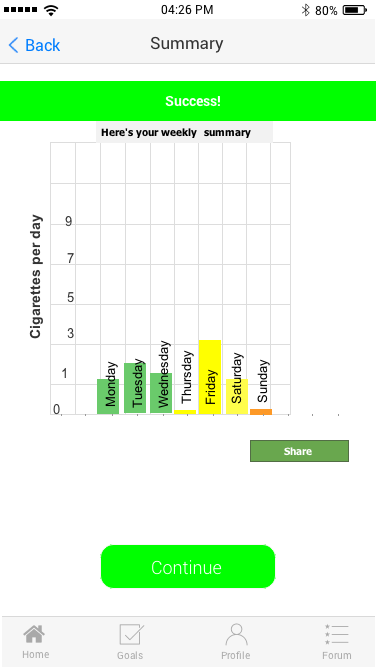 04:26 PM
80%
Back
Summary
Success!
Here's your weekly summary
Cigarettes per day
9
7
5
3
1
0
Monday
Tuesday
Wednesday
Thursday
Friday
Saturday
Sunday
Share
Continue
Home
Goals
Profile
Forum